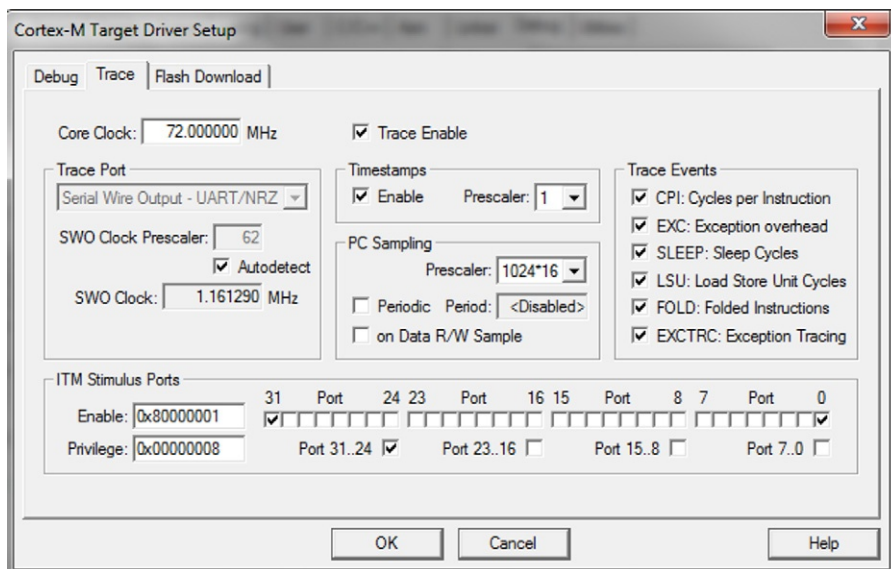 Cortex-M Target Driver Setup
Debug Trace Flash Download
Core Clock: 72.000000 MHz Trace Enable
Trace Port
Serial Wire Output - UART/NRZ
SWO Clock Prescaler: 62
Autodetect
SWO Clock: 1.161290 MHz
Timestamps
Enable Prescaler: 1
PC Sampling
Prescaler: 1024*16
Periodic Period: <Disabled>
on Data R/W Sample
Trace Events
CPI: Cycles per Instruction
EXC: Exception overhead
SLEEP: Sleep Cycles
LSU: Load Store Unit Cycles
FOLD: Folded Instructions
EXCTRC: Exception Tracing
ITM Stimulus Ports
31 Port 24 23 Port 16 15 Port 8 7 Port 0
Enable: 0x80000001
Privilege: 0x00000008 Port 31..24 Port 23..16 Port 15..8 Port 7..0
OK Cancel Help